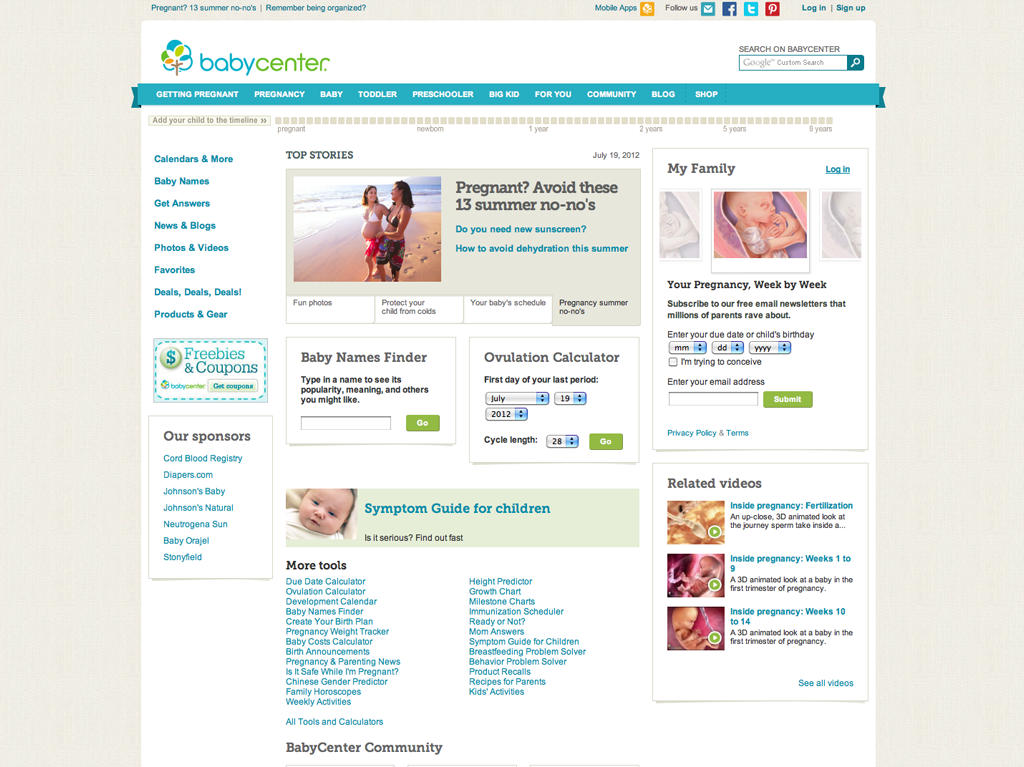 Pregnant? 13 summer no-no's | Remember being organized?
Mobile Apps
Follow us
Log in | Sign up
babycenter
SEARCH ON BABYCENTER
Google™ Custom Search
GETTING PREGNANT PREGNANCY BABY TODDLER PRESCHOOLER BIG KID FOR YOU COMMUNITY BLOG SHOP
Add your child to the timeline »
pregnant newborn 1 year 2 years 5 years 8 years
Calendars & More
Baby Names
Get Answers
News & Blogs
Photos & Videos
Favorites
Deals, Deals, Deals!
Products & Gear
$ Freebies
& Coupons
babycenter Get coupons
Our sponsors
Cord Blood Registry
Diapers.com
Johnson's Baby
Johnson's Natural
Neutrogena Sun
Baby Orajel
Stonyfield
TOP STORIES
July 19, 2012
Pregnant? Avoid these
13 summer no-no's
Do you need new sunscreen?
How to avoid dehydration this summer
Fun photos
Protect your
child from colds
Your baby's schedule
Pregnancy summer
no-no's
Baby Names Finder
Type in a name to see its
popularity, meaning, and others
you might like.
Go
Ovulation Calculator
First day of your last period:
July 19
2012
Cycle length: 28 Go
Symptom Guide for children
Is it serious? Find out fast
More tools
Due Date Calculator
Ovulation Calculator
Development Calendar
Baby Names Finder
Create Your Birth Plan
Pregnancy Weight Tracker
Baby Costs Calculator
Birth Announcements
Pregnancy & Parenting News
Is It Safe While I'm Pregnant?
Chinese Gender Predictor
Family Horoscopes
Weekly Activities
All Tools and Calculators
Height Predictor
Growth Chart
Milestone Charts
Immunization Scheduler
Ready or Not?
Mom Answers
Symptom Guide for Children
Breastfeeding Problem Solver
Behavior Problem Solver
Product Recalls
Recipes for Parents
Kids' Activities
BabyCenter Community
My Family
Log in
Your Pregnancy, Week by Week
Subscribe to our free email newsletters that
millions of parents rave about.
Enter your due date or child's birthday
mm dd yyyy
I'm trying to conceive
Enter your email address
Submit
Privacy Policy & Terms
Related videos
Inside pregnancy: Fertilization
An up-close, 3D animated look at
the journey sperm take inside a...
Inside pregnancy: Weeks 1 to
9
A 3D animated look at a baby in the
first trimester of pregnancy.
Inside pregnancy: Weeks 10
to 14
A 3D animated look at a baby in the
first trimester of pregnancy.
See all videos